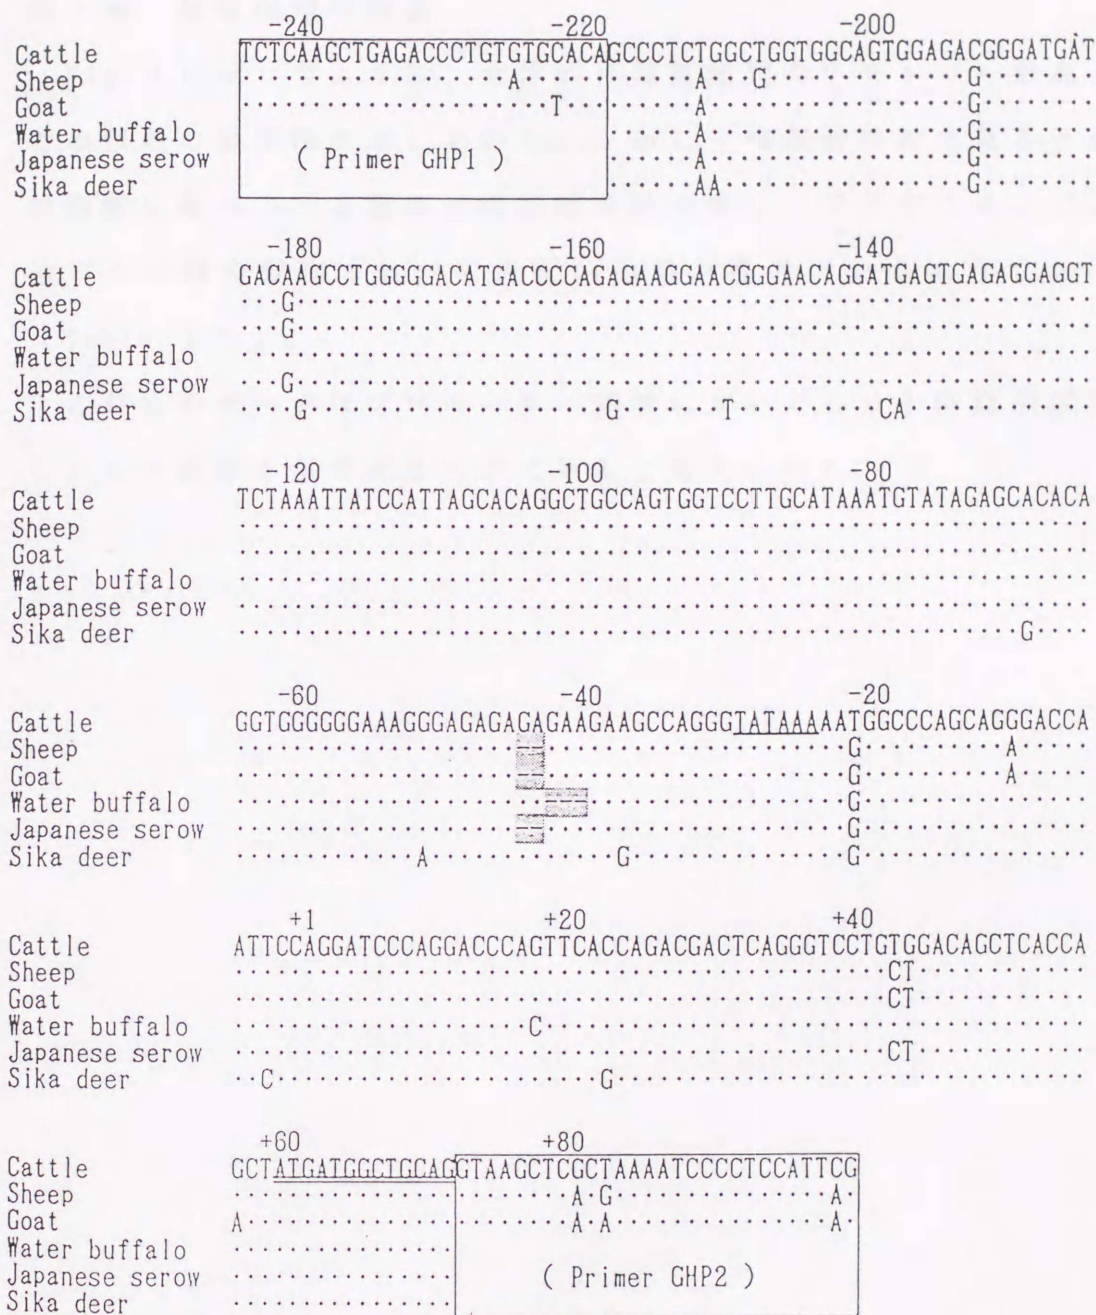 -240 -220 -200
Cattle TCTCAAGCTGAGACCCTGTGTGCACAGCCCTCTGGCTGGTGGCAGTGGAGACGGGATGAT
Sheep ···················A············A···G··············G········
Goat ······················T·········A··················G········
Water buffalo ······A··················G········
Japanese serow ( Primer GHP1 ) ······A··················G········
Sika deer ······AA·················G········
-180 -160 -140
Cattle GACAAGCCTGGGGGACATGACCCCAGAGAAGGAACGGGAACAGGATGAGTGAGAGGAGGT
Sheep ···G························································
Goat ···G························································
Water buffalo ····························································
Japanese serow ···G························································
Sika deer ····G·····················G·······T··········CA·············
-120 -100 -80
Cattle TCTAAATTATCCATTAGCACAGGCTGCCAGTGGTCCTTGCATAAATGTATAGAGCACACA
Sheep ····························································
Goat ····························································
Water buffalo ····························································
Japanese serow ····························································
Sika deer ·······················································G····
-60 -40 -20
Cattle GGTGGGGGGAAAGGGAGAGAGAGAAGAAGCCAGGGTATAAAAATGGCCCAGCAGGGACCA
Sheep ····················--·····················G··········A·····
Goat ····················--·····················G··········A·····
Water buffalo ······················---··················G················
Japanese serow ····················--·····················G················
Sika deer ·············A·············G···············G················
+1 +20 +40
Cattle ATTCCAGGATCCCAGGACCCAGTTCACCAGACGACTCAGGGTCCTGTGGACAGCTCACCA
Sheep ··············································CT············
Goat ··············································CT············
Water buffalo ·····················C······································
Japanese serow ··············································CT············
Sika deer ··C·······················G·································
+60 +80
Cattle GCTATGATGGCTGCAGGTAAGCTCGCTAAAATCCCCTCCATTCG
Sheep ························A·G···············A·
Goat A·······················A·A···············A·
Water buffalo ················
Japanese serow ················ ( Primer GHP2 )
Sika deer ················